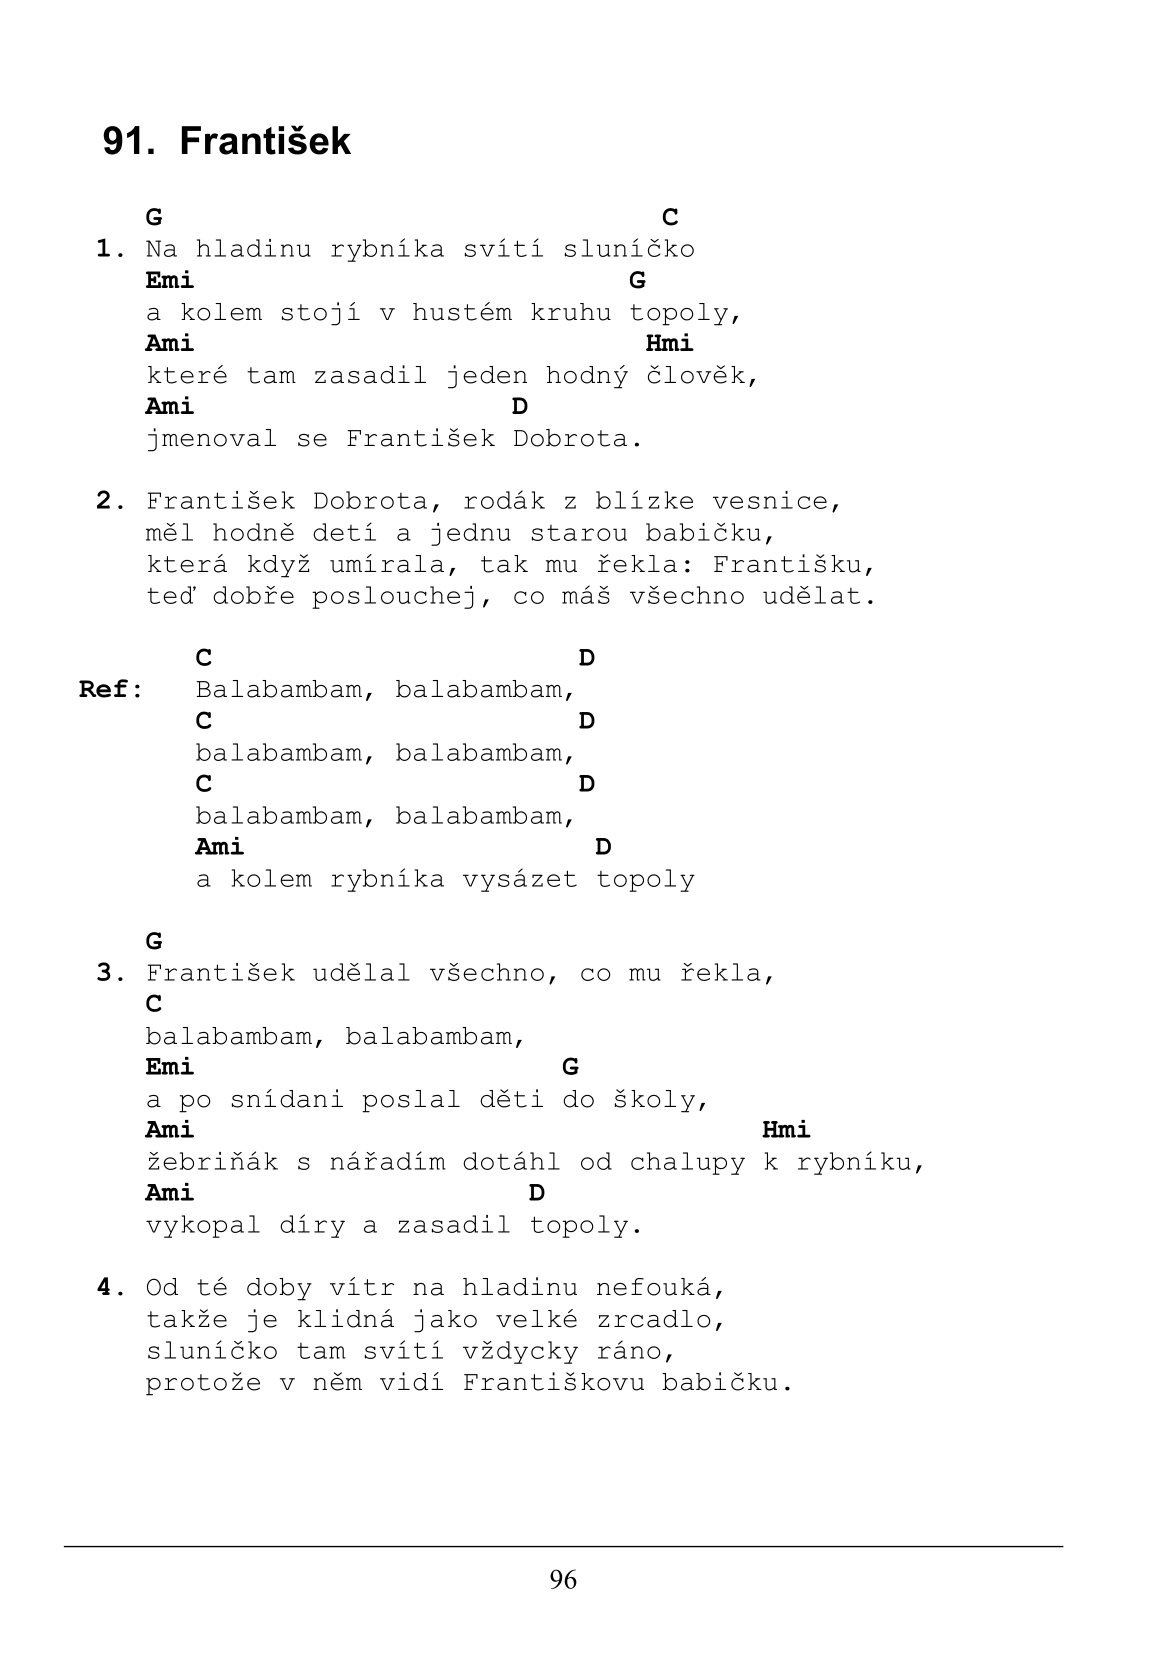 91. František
G C
1. Na hladinu rybníka svítí sluníčko
Emi G
a kolem stojí v hustém kruhu topoly,
Ami Hmi
které tam zasadil jeden hodný člověk,
Ami D
jmenoval se František Dobrota.
2. František Dobrota, rodák z blízke vesnice,
měl hodně detí a jednu starou babičku,
která když umírala, tak mu řekla: Františku,
teď dobře poslouchej, co máš všechno udělat.
C D
Ref: Balabambam, balabambam,
C D
balabambam, balabambam,
C D
balabambam, balabambam,
Ami D
a kolem rybníka vysázet topoly
G
3. František udělal všechno, co mu řekla,
C
balabambam, balabambam,
Emi G
a po snídani poslal děti do školy,
Ami Hmi
žebriňák s nářadím dotáhl od chalupy k rybníku,
Ami D
vykopal díry a zasadil topoly.
4. Od té doby vítr na hladinu nefouká,
takže je klidná jako velké zrcadlo,
sluníčko tam svítí vždycky ráno,
protože v něm vidí Františkovu babičku.
96